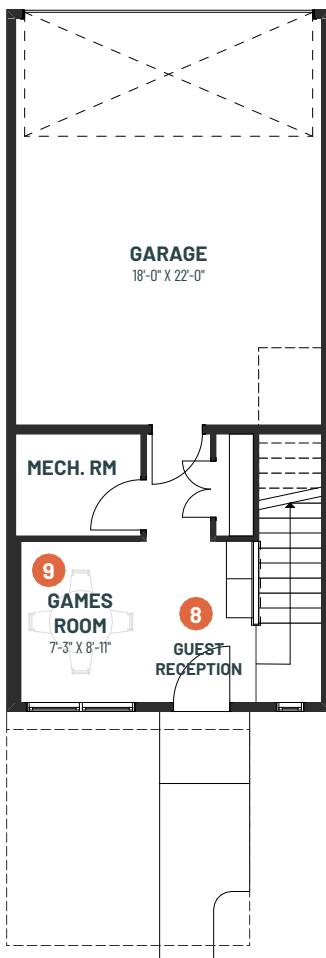 GARAGE
18'-0" X 22'-0"
MECH. RM
9
GAMES
ROOM
7'-3" X 8'-11"
8
GUEST
RECEPTION